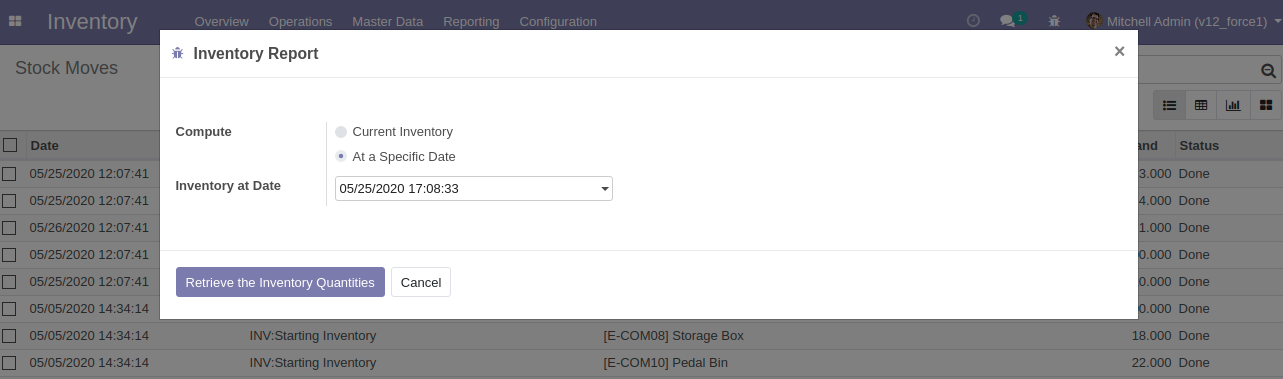 Inventory Overview Operations Master Data Reporting Configuration 1 Mitchell Admin (v12_force1)
Inventory Report ×
Stock Moves
Compute Current Inventory
At a Specific Date
Inventory at Date 05/25/2020 17:08:33
Retrieve the Inventory Quantities Cancel
Date and Status
05/25/2020 12:07:41 3.000 Done
05/25/2020 12:07:41 4.000 Done
05/26/2020 12:07:41 1.000 Done
05/25/2020 12:07:41 0.000 Done
05/25/2020 12:07:41 0.000 Done
05/05/2020 14:34:14 00.000 Done
05/05/2020 14:34:14 INV:Starting Inventory [E-COM08] Storage Box 18.000 Done
05/05/2020 14:34:14 INV:Starting Inventory [E-COM10] Pedal Bin 22.000 Done